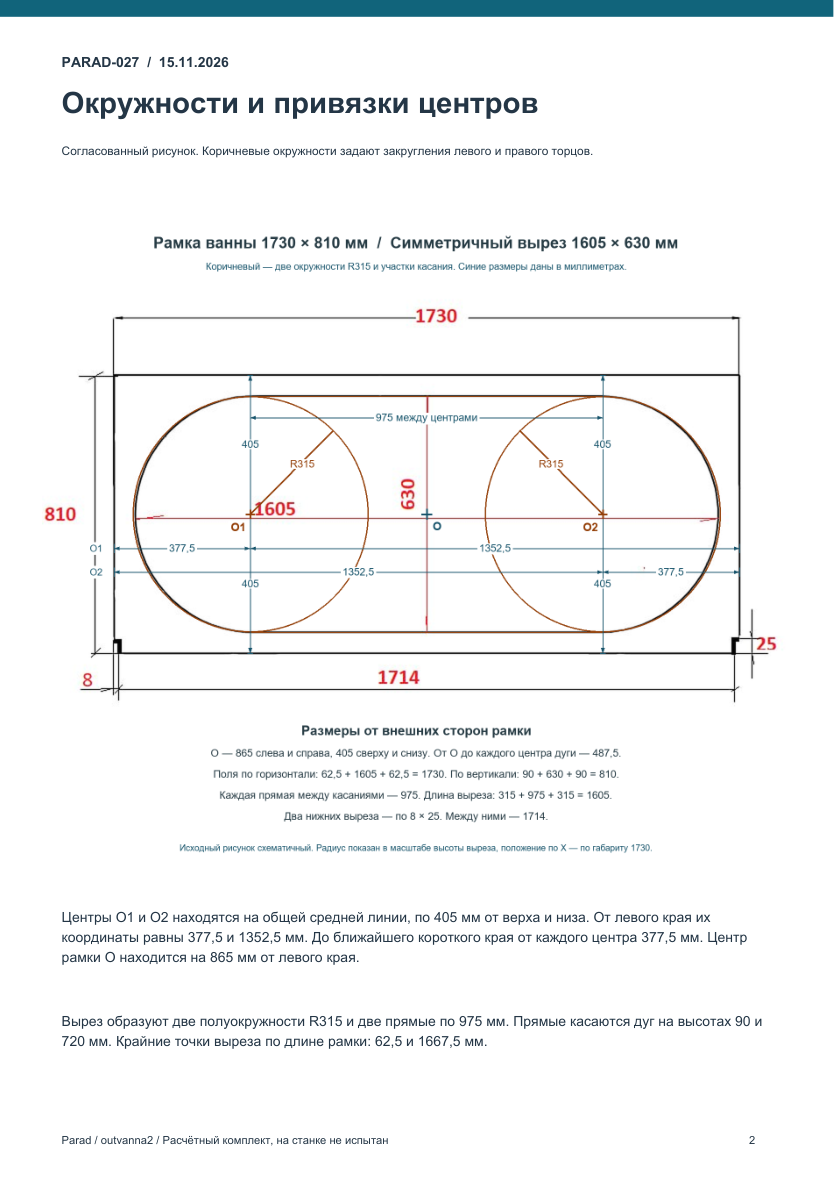 PARAD-027 / 15.11.2026
Окружности и привязки центров
Согласованный рисунок. Коричневые окружности задают закругления левого и правого торцов.
Рамка ванны 1730 × 810 мм / Симметричный вырез 1605 × 630 мм
Коричневый — две окружности R315 и участки касания. Синие размеры даны в миллиметрах.
1730
975 между центрами
405
405
R315
R315
630
1605
810
O1
O
O2
O1
377,5
1352,5
O2
1352,5
377,5
405
405
25
8
1714
Размеры от внешних сторон рамки
О — 865 слева и справа, 405 сверху и снизу. От О до каждого центра дуги — 487,5.
Поля по горизонтали: 62,5 + 1605 + 62,5 = 1730. По вертикали: 90 + 630 + 90 = 810.
Каждая прямая между касаниями — 975. Длина выреза: 315 + 975 + 315 = 1605.
Два нижних выреза — по 8 × 25. Между ними — 1714.
Исходный рисунок схематичный. Радиус показан в масштабе высоты выреза, положение по X — по габариту 1730.
Центры О1 и О2 находятся на общей средней линии, по 405 мм от верха и низа. От левого края их
координаты равны 377,5 и 1352,5 мм. До ближайшего короткого края от каждого центра 377,5 мм. Центр
рамки О находится на 865 мм от левого края.
Вырез образуют две полуокружности R315 и две прямые по 975 мм. Прямые касаются дуг на высотах 90 и
720 мм. Крайние точки выреза по длине рамки: 62,5 и 1667,5 мм.
Parad / outvanna2 / Расчётный комплект, на станке не испытан
2